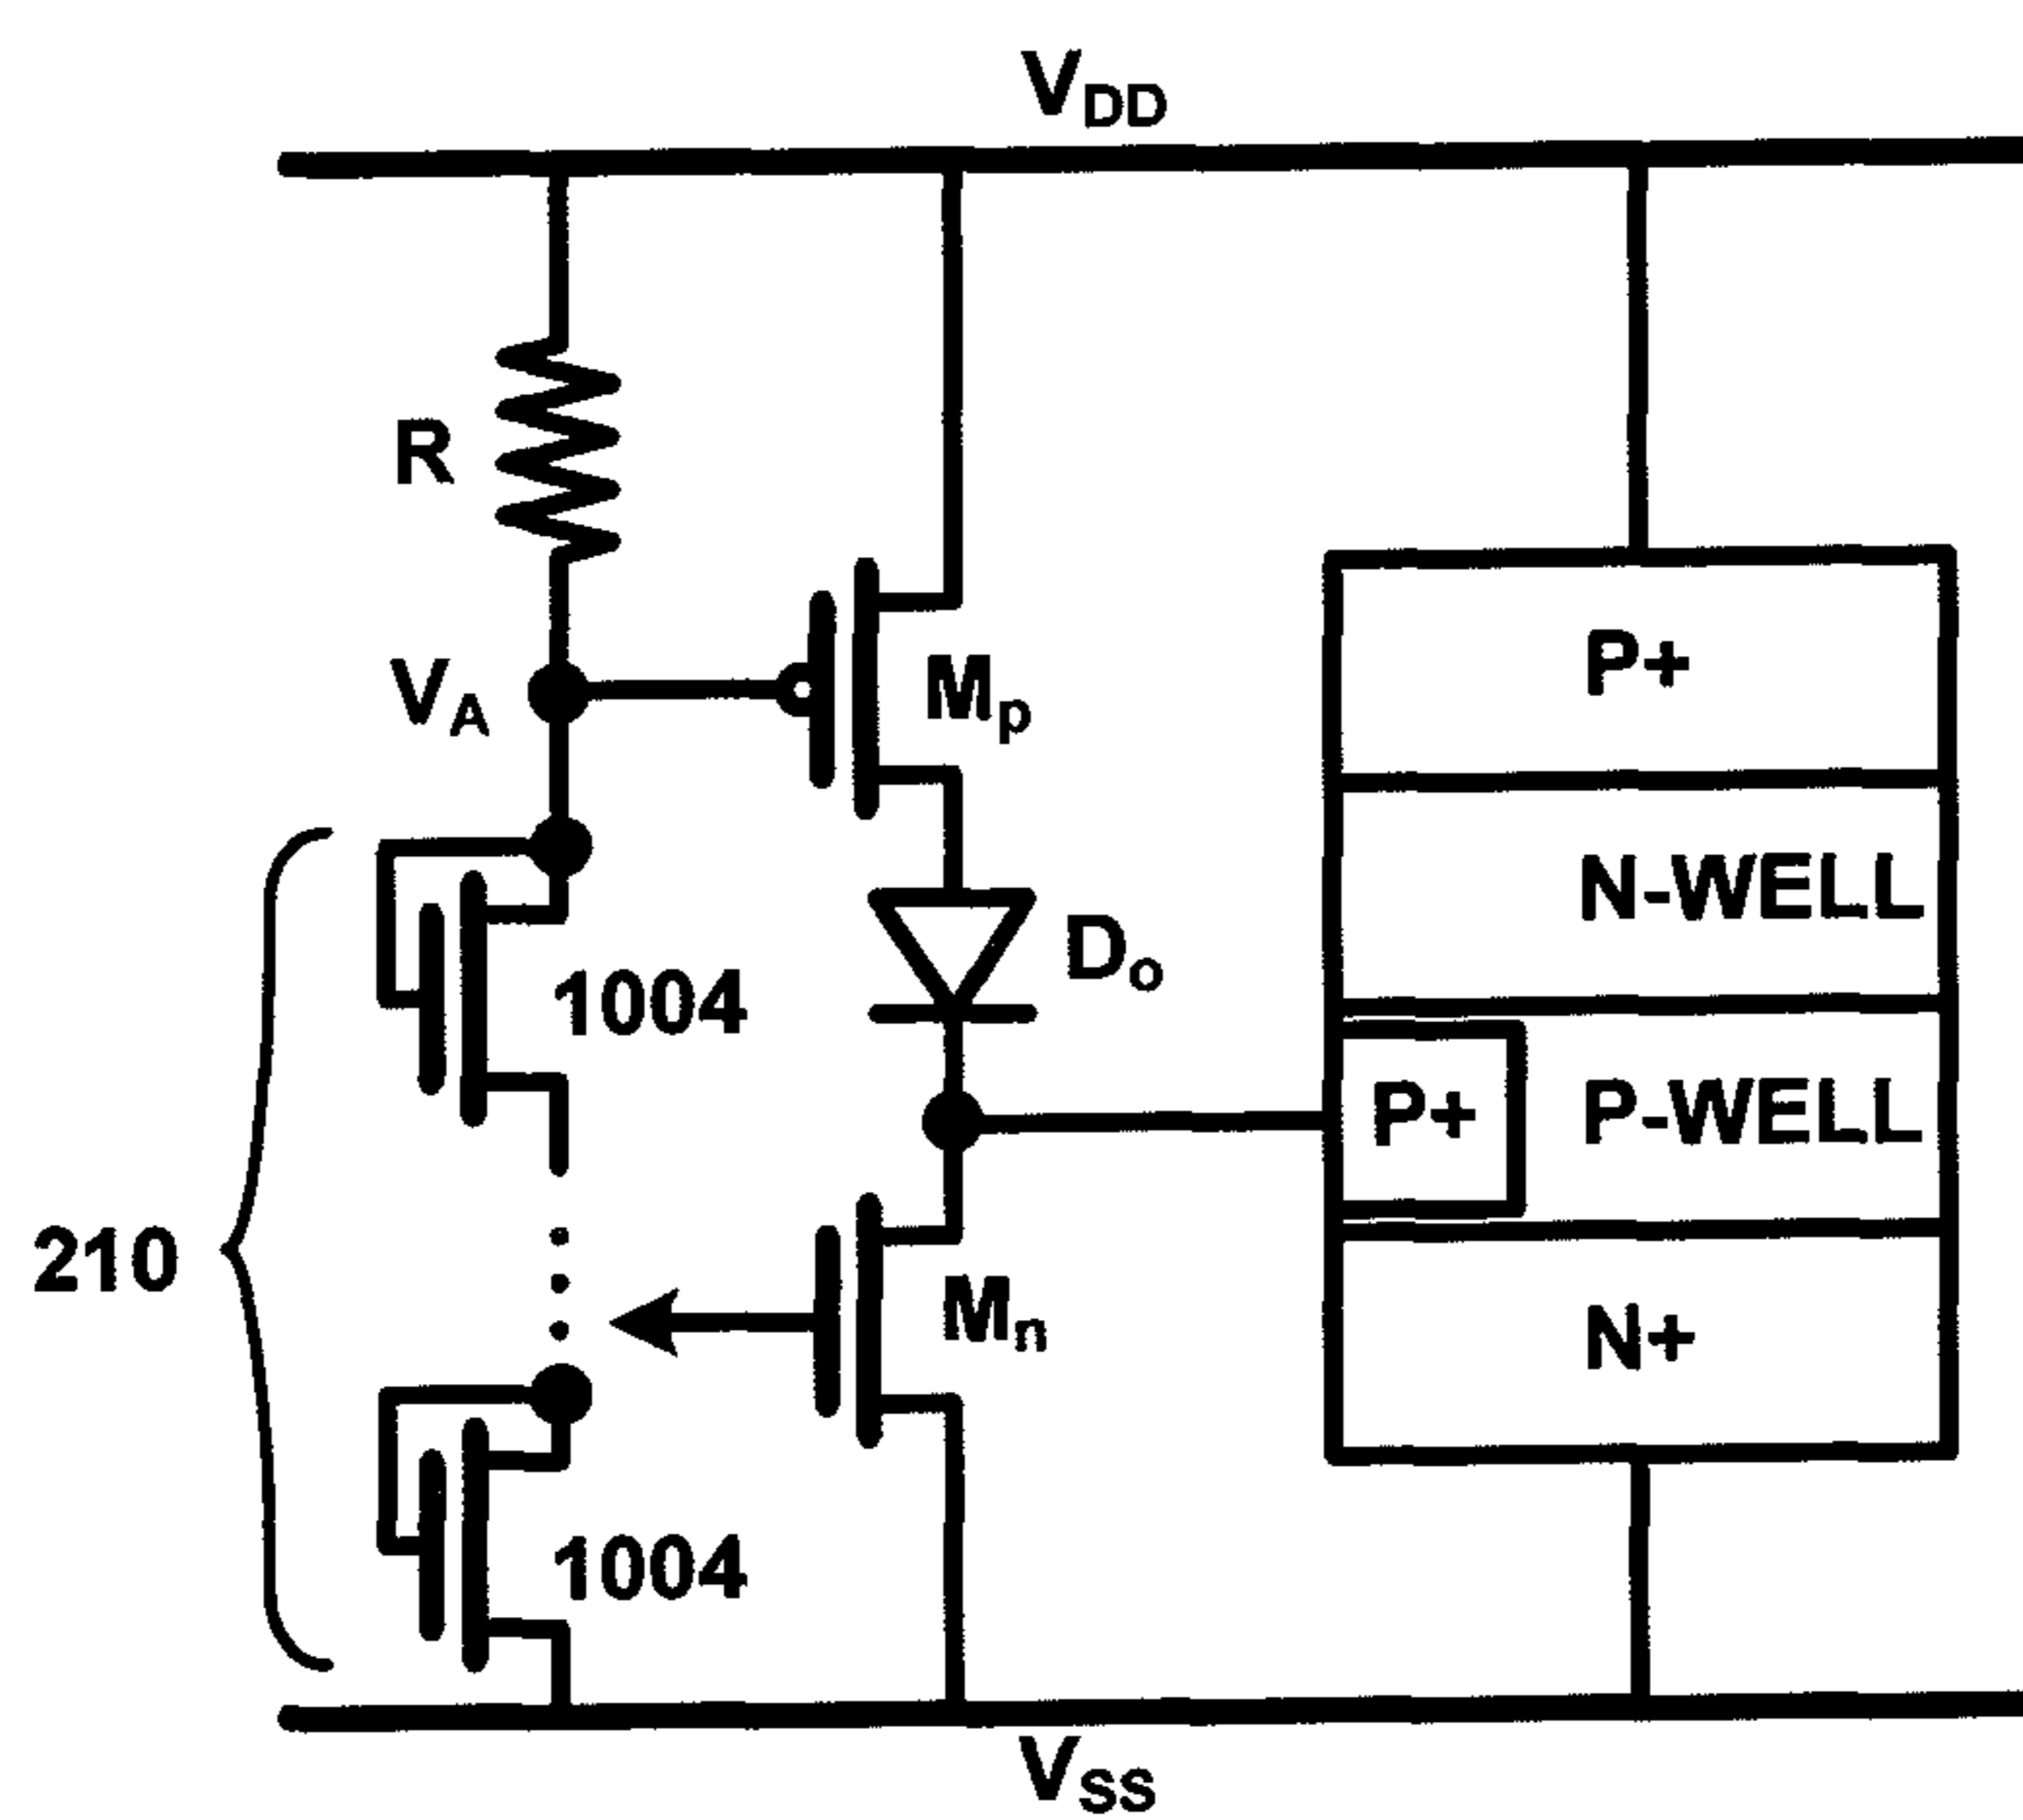 VDD
R
P+
VA
Mp
N-WELL
Do
1004
P+
P-WELL
210
Mn
N+
1004
VSS